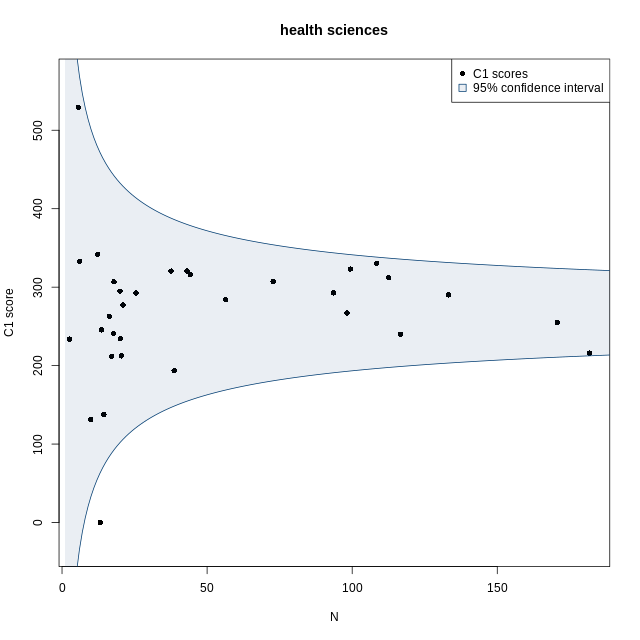 health sciences
C1 scores
95% confidence interval
C1 score
500
400
300
200
100
0
0 50 100 150
N